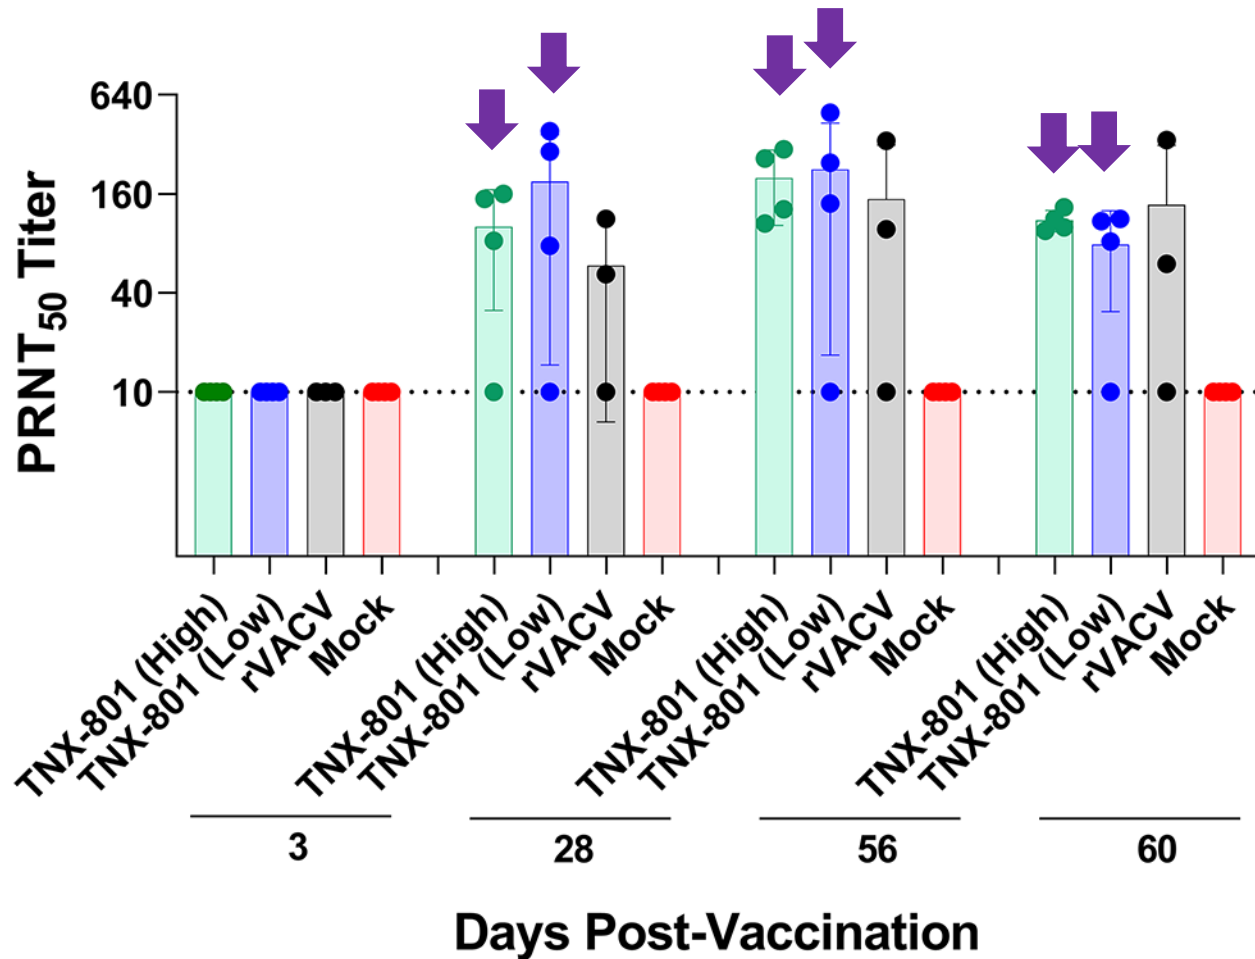 PRNT50 Titer
640
160
40
10
TNX-801 (High)
TNX-801 (Low)
rVACV
Mock
TNX-801 (High)
TNX-801 (Low)
rVACV
Mock
TNX-801 (High)
TNX-801 (Low)
rVACV
Mock
TNX-801 (High)
TNX-801 (Low)
rVACV
Mock
3
28
56
60
Days Post-Vaccination